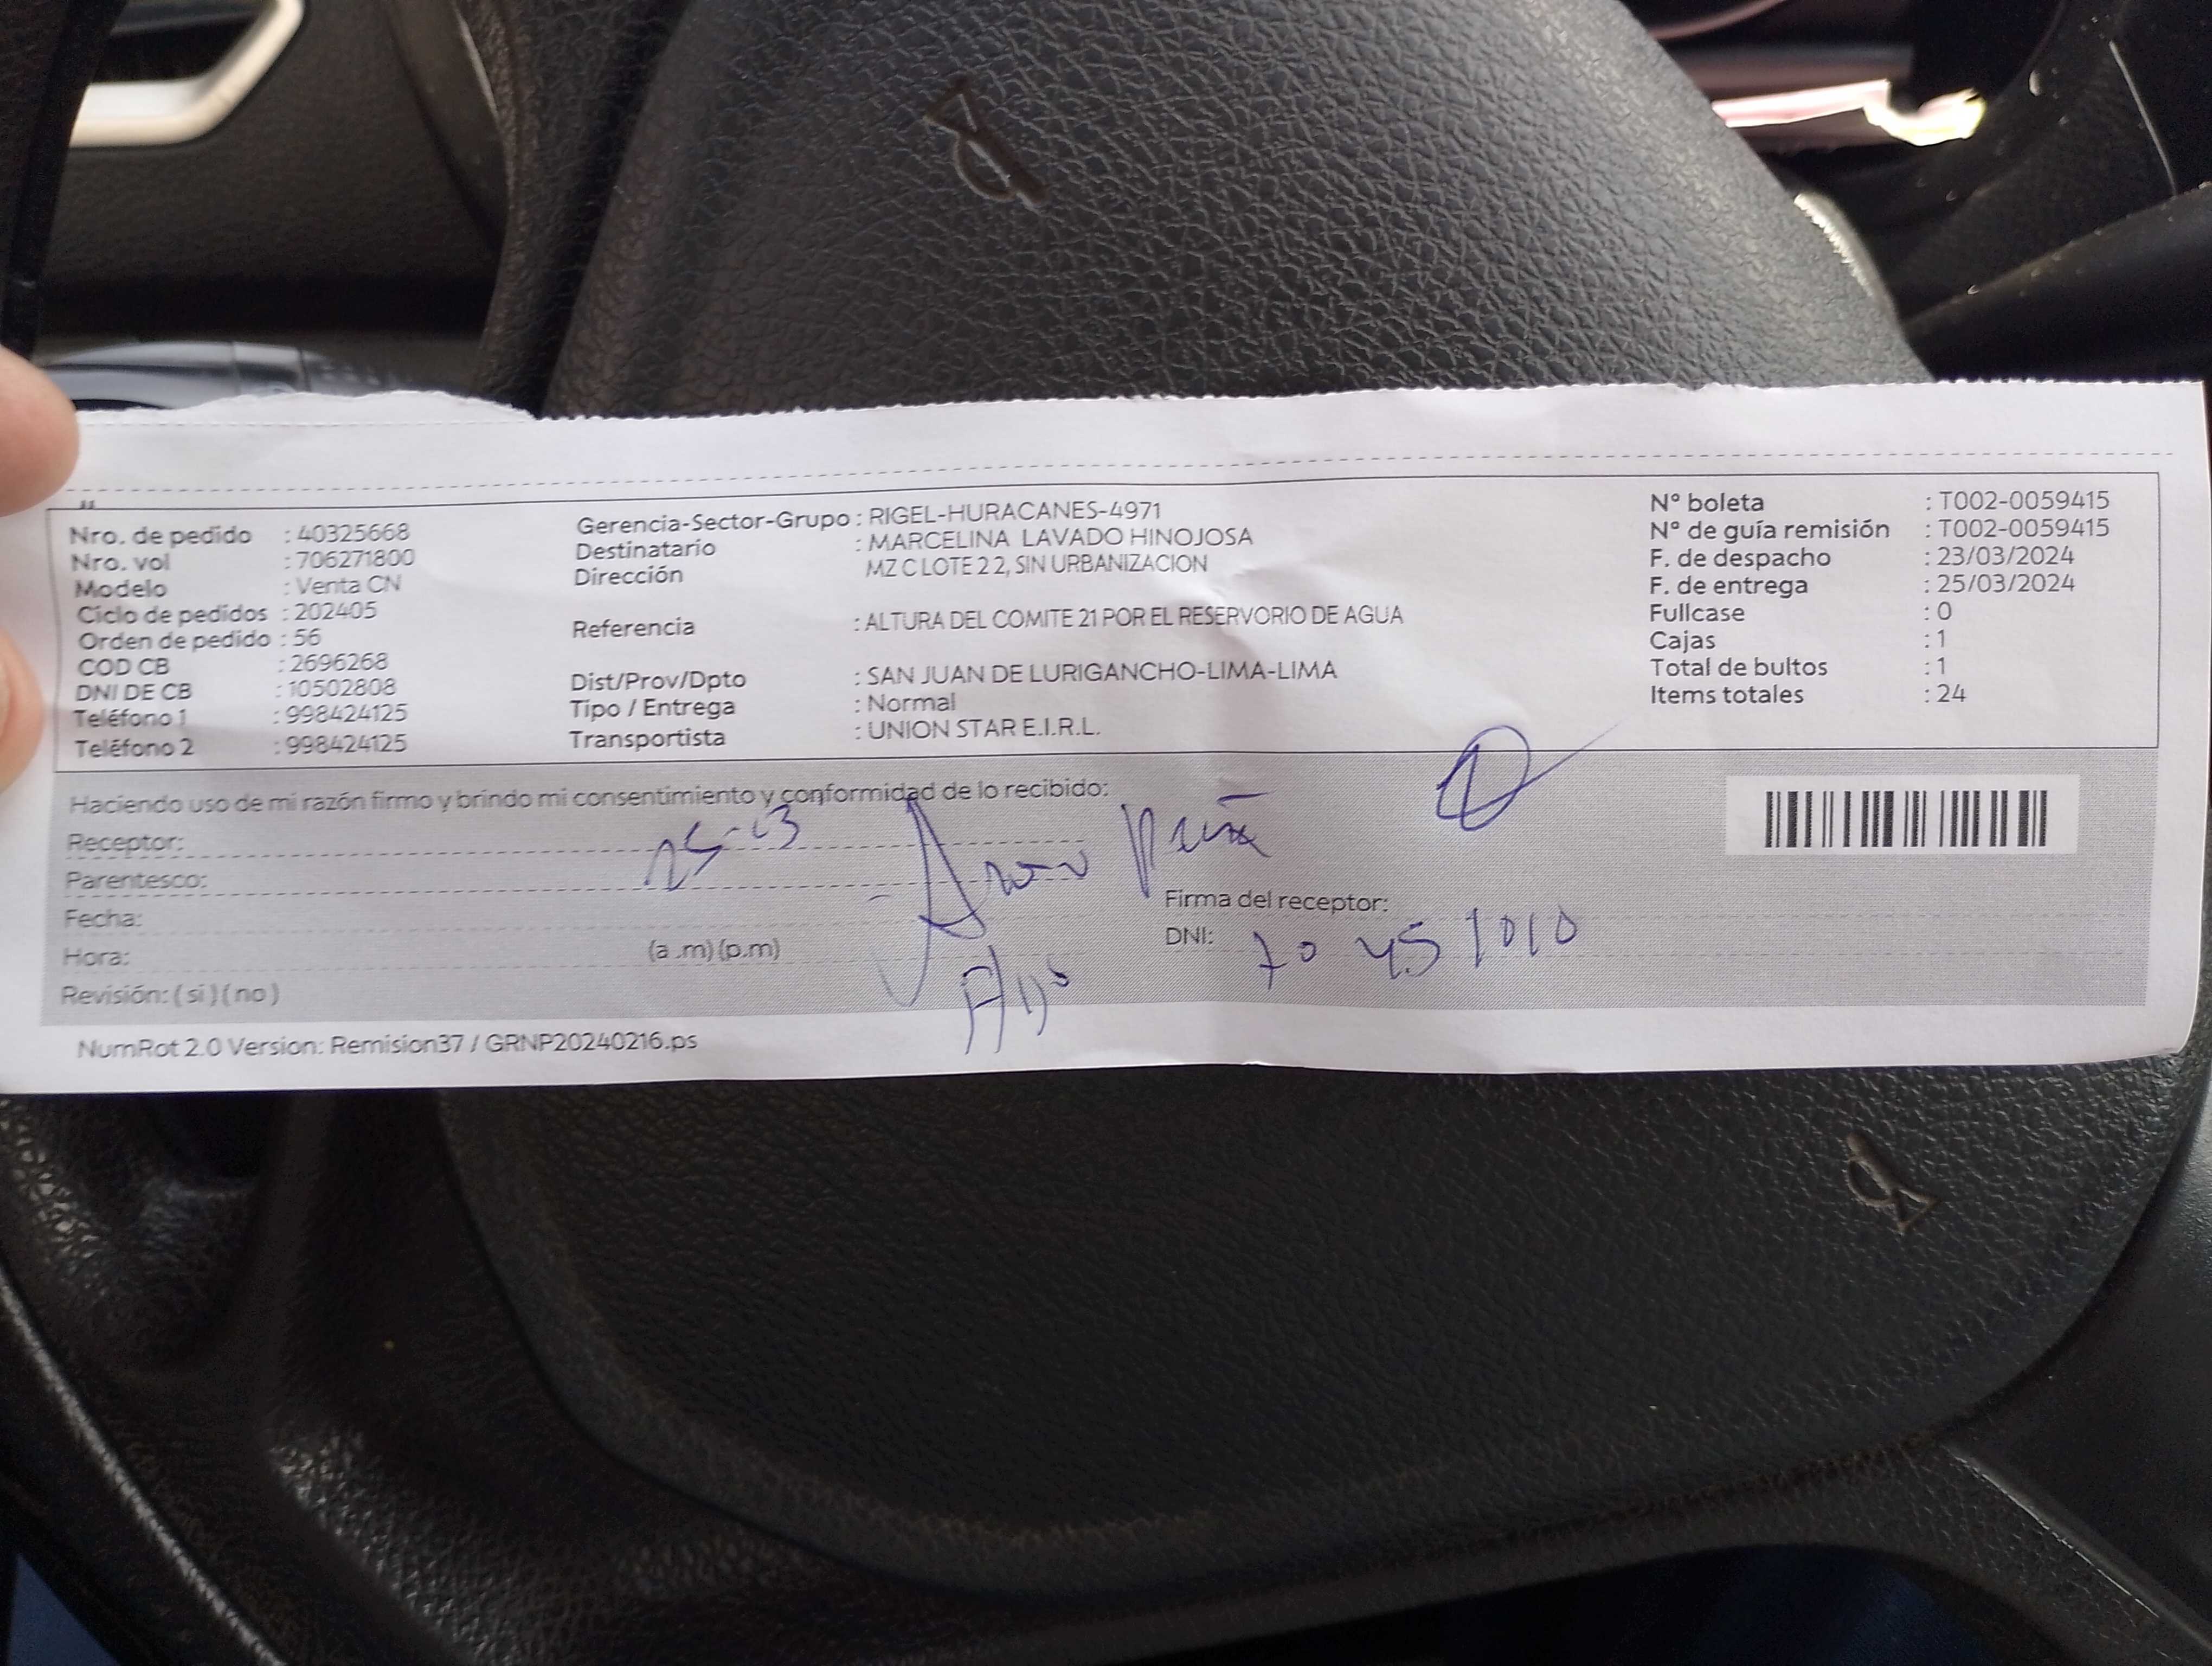 Nro. de pedido : 40325668
Nro. vol : 706271800
Modelo : Venta CN
Ciclo de pedidos : 202405
Orden de pedido : 56
COD CB : 2696268
DNI DE CB : 10502808
Teléfono 1 : 998424125
Teléfono 2 : 998424125
Gerencia-Sector-Grupo : RIGEL-HURACANES-4971
Destinatario : MARCELINA LAVADO HINOJOSA
Dirección MZ C LOTE 2 2, SIN URBANIZACION
Referencia : ALTURA DEL COMITE 21 POR EL RESERVORIO DE AGUA
Dist/Prov/Dpto : SAN JUAN DE LURIGANCHO-LIMA-LIMA
Tipo / Entrega : Normal
Transportista : UNION STAR E.I.R.L.
N° boleta : T002-0059415
N° de guía remisión : T002-0059415
F. de despacho : 23/03/2024
F. de entrega : 25/03/2024
Fullcase : 0
Cajas : 1
Total de bultos : 1
Items totales : 24
Haciendo uso de mi razón firmo y brindo mi consentimiento y conformidad de lo recibido:
Receptor:
Parentesco:
Fecha:
Hora: (a .m) (p.m)
Revisión: ( si ) ( no )
Firma del receptor:
DNI: 70 451010
NumRot 2.0 Version: Remision37 / GRNP20240216.ps